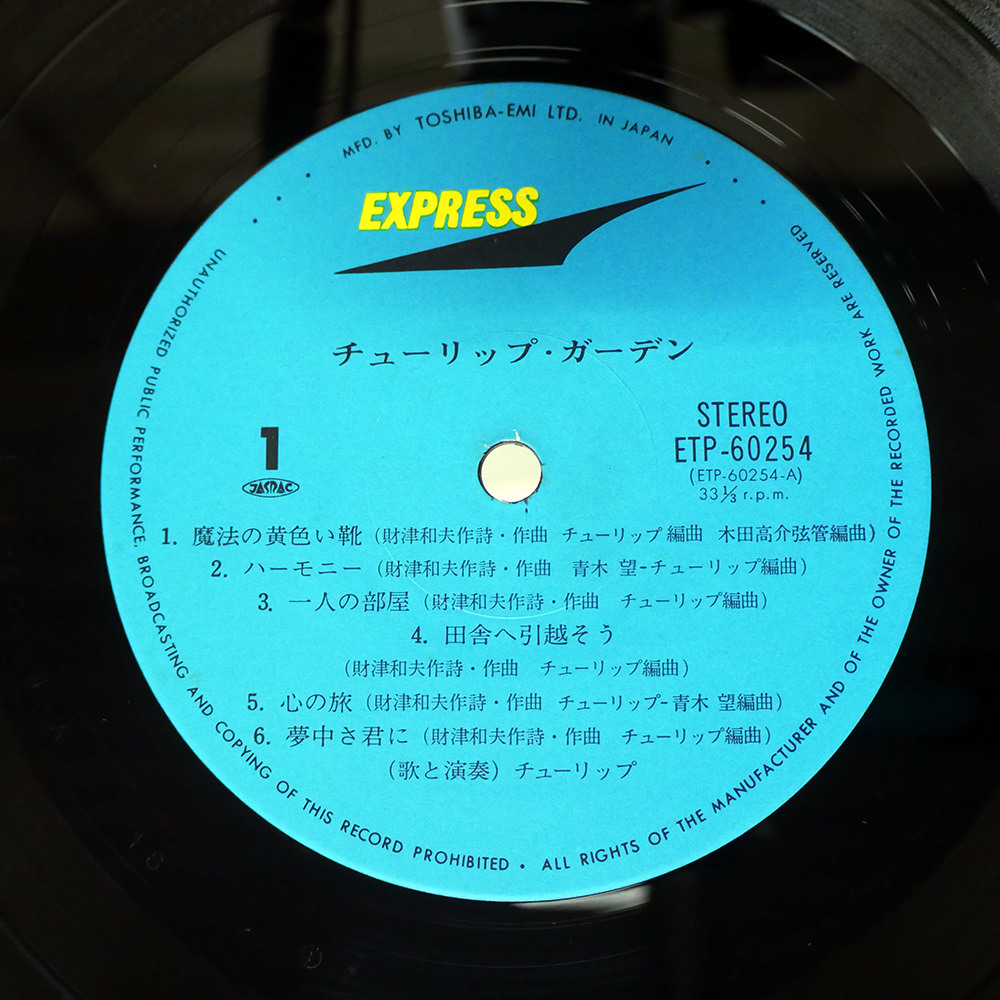 MFD. BY TOSHIBA-EMI LTD. IN JAPAN
EXPRESS
チューリップ・ガーデン
1
JASRAC
STEREO
ETP-60254
(ETP-60254-A)
33 1/3 r.p.m.
1. 魔法の黄色い靴 (財津和夫作詩・作曲 チューリップ編曲 木田高介弦管編曲)
2. ハーモニー (財津和夫作詩・作曲 青木 望-チューリップ編曲)
3. 一人の部屋 (財津和夫作詩・作曲 チューリップ編曲)
4. 田舎へ引越そう
(財津和夫作詩・作曲 チューリップ編曲)
5. 心の旅 (財津和夫作詩・作曲 チューリップ-青木 望編曲)
6. 夢中さ君に (財津和夫作詩・作曲 チューリップ編曲)
(歌と演奏) チューリップ
UNAUTHORIZED PUBLIC PERFORMANCE, BROADCASTING AND COPYING OF THIS RECORD PROHIBITED • ALL RIGHTS OF THE MANUFACTURER AND OF THE OWNER OF THE RECORDED WORK ARE RESERVED